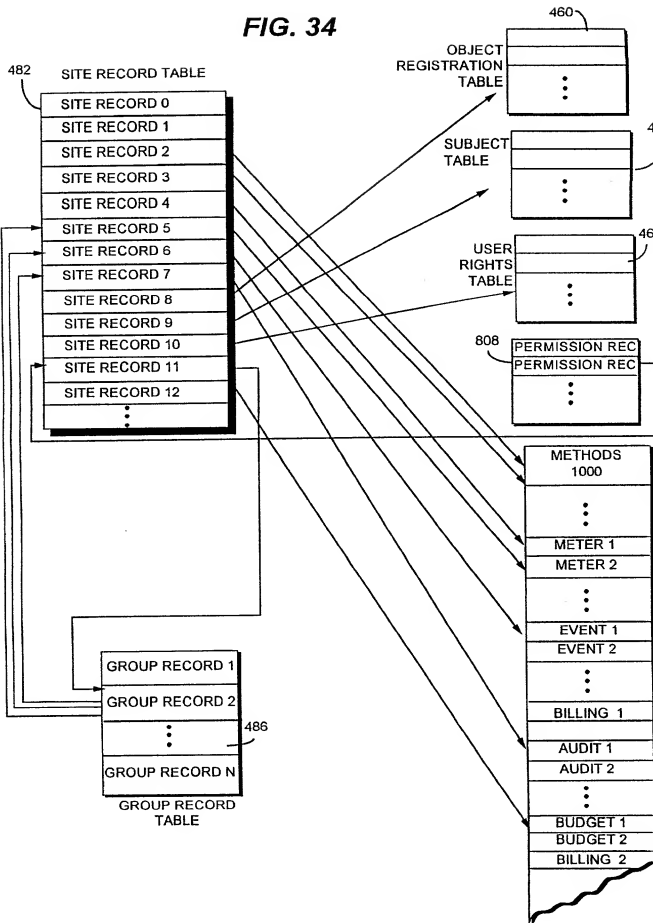 FIG. 34
482
SITE RECORD TABLE
SITE RECORD 0
SITE RECORD 1
SITE RECORD 2
SITE RECORD 3
SITE RECORD 4
SITE RECORD 5
SITE RECORD 6
SITE RECORD 7
SITE RECORD 8
SITE RECORD 9
SITE RECORD 10
SITE RECORD 11
SITE RECORD 12
460
OBJECT
REGISTRATION
TABLE
4
SUBJECT
TABLE
46
USER
RIGHTS
TABLE
808
PERMISSION REC
PERMISSION REC
METHODS
1000
METER 1
METER 2
EVENT 1
EVENT 2
BILLING 1
AUDIT 1
AUDIT 2
BUDGET 1
BUDGET 2
BILLING 2
GROUP RECORD 1
GROUP RECORD 2
486
GROUP RECORD N
GROUP RECORD
TABLE